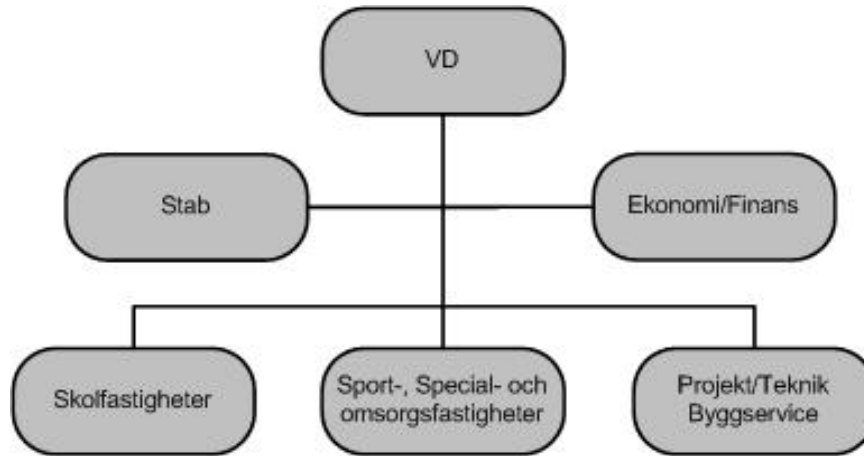 VD
Stab
Ekonomi/Finans
Skolfastigheter
Sport-, Special- och
omsorgsfastigheter
Projekt/Teknik
Byggservice